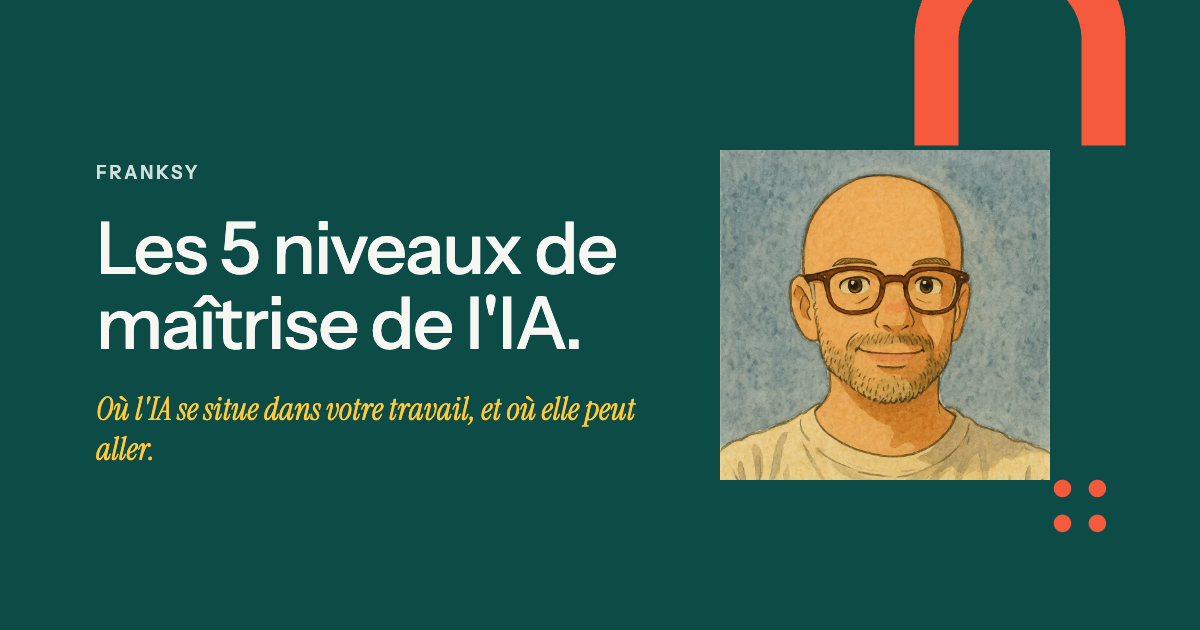 FRANKSY
Les 5 niveaux de
maîtrise de l'IA.
Où l'IA se situe dans votre travail, et où elle peut
aller.